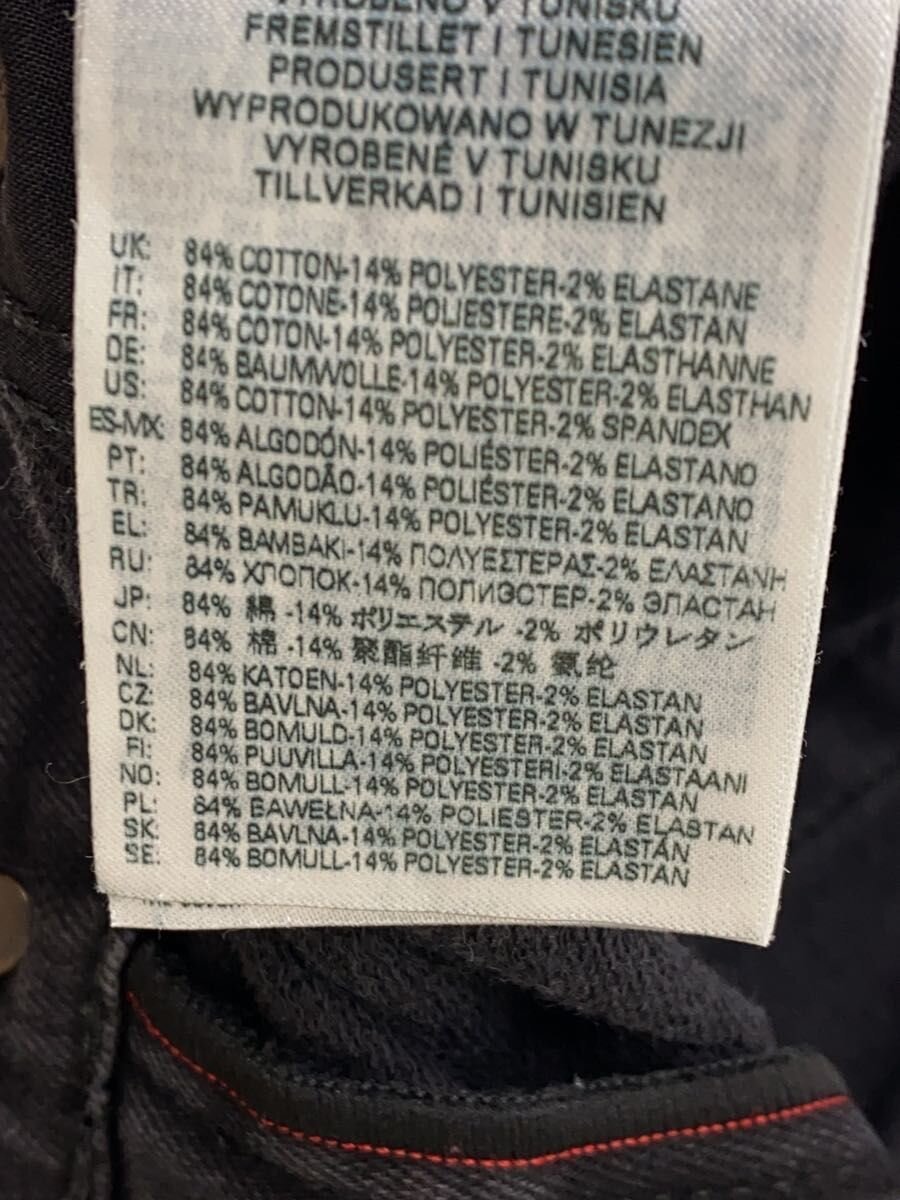 VYROBENO V TUNISKU
FREMSTILLET I TUNESIEN
PRODUSERT I TUNISIA
WYPRODUKOWANO W TUNEZJI
VYROBENÉ V TUNISKU
TILLVERKAD I TUNISIEN
UK: 84% COTTON-14% POLYESTER-2% ELASTANE
IT: 84% COTONE-14% POLIESTERE-2% ELASTAN
FR: 84% COTON-14% POLYESTER-2% ELASTHANNE
DE: 84% BAUMWOLLE-14% POLYESTER-2% ELASTHAN
US: 84% COTTON-14% POLYESTER-2% SPANDEX
ES-MX: 84% ALGODÓN-14% POLIÉSTER-2% ELASTANO
PT: 84% ALGODÃO-14% POLIÉSTER-2% ELASTANO
TR: 84% PAMUKLU-14% POLYESTER-2% ELASTAN
EL: 84% ΒΑΜΒΑΚΙ-14% ΠΟΛΥΕΣΤΕΡΑΣ-2% ΕΛΑΣΤΑΝΗ
RU: 84% ХЛОПОК-14% ПОЛИЭСТЕР-2% ЭЛАСТАН
JP: 84% 綿 -14% ポリエステル -2% ポリウレタン
CN: 84% 棉 -14% 聚酯纤维 -2% 氨纶
NL: 84% KATOEN-14% POLYESTER-2% ELASTAN
CZ: 84% BAVLNA-14% POLYESTER-2% ELASTAN
DK: 84% BOMULD-14% POLYESTER-2% ELASTAN
FI: 84% PUUVILLA-14% POLYESTERI-2% ELASTAANI
NO: 84% BOMULL-14% POLYESTER-2% ELASTAN
PL: 84% BAWEŁNA-14% POLIESTER-2% ELASTAN
SK: 84% BAVLNA-14% POLYESTER-2% ELASTAN
SE: 84% BOMULL-14% POLYESTER-2% ELASTAN